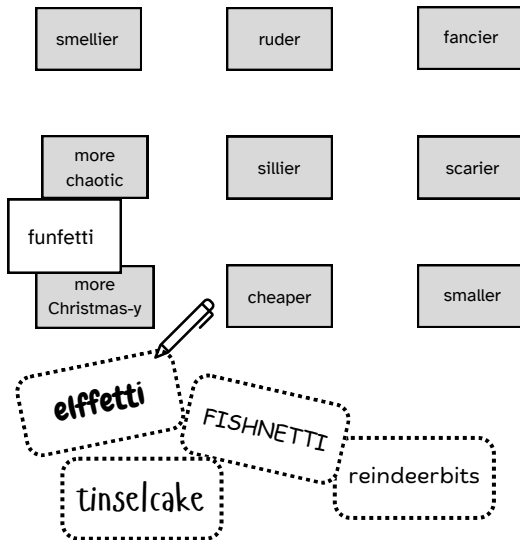 smellier
ruder
fancier
more
chaotic
sillier
scarier
funfetti
more
Christmas-y
cheaper
smaller
elffetti
FISHNETTI
tinselcake
reindeerbits